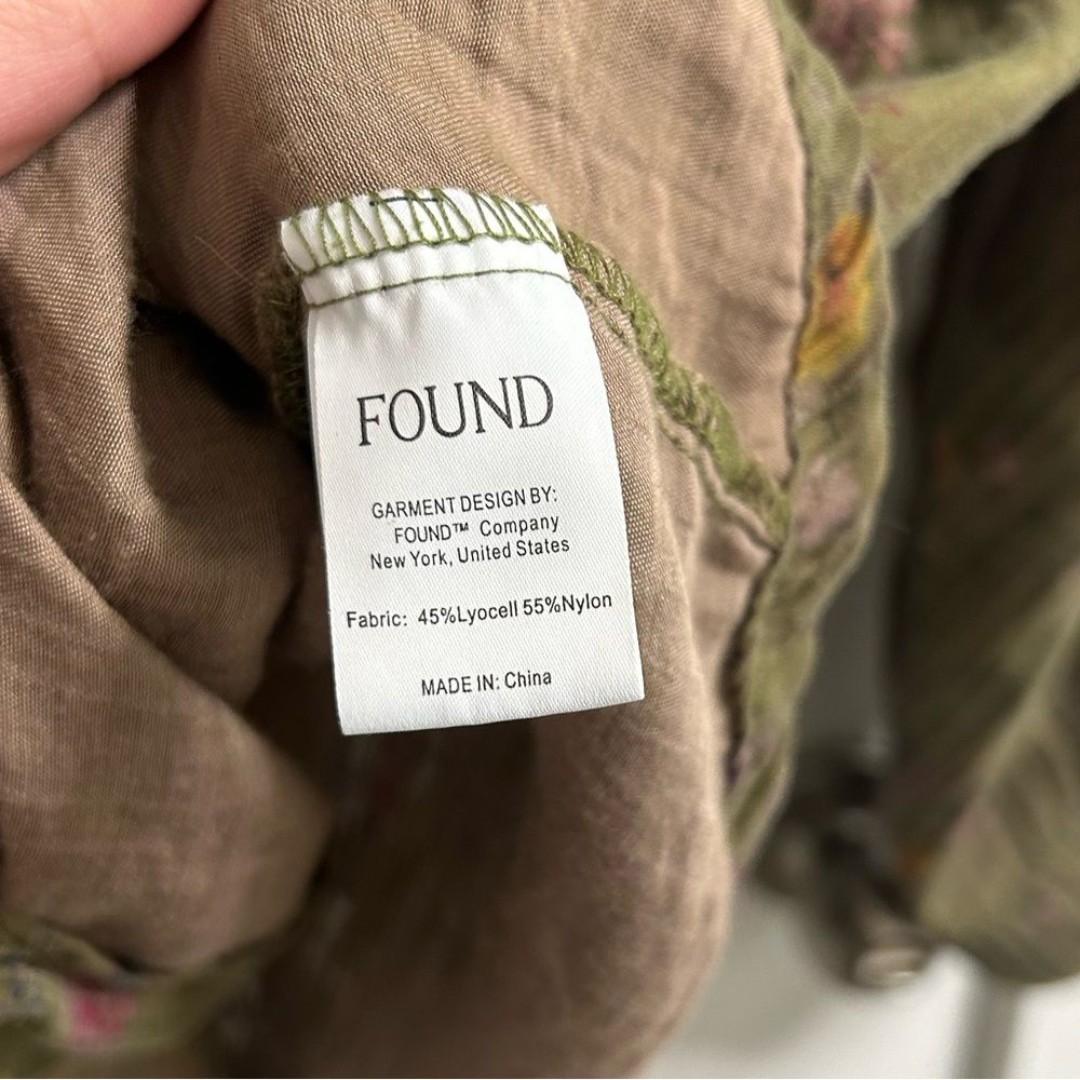 FOUND
GARMENT DESIGN BY:
FOUND™ Company
New York, United States
Fabric: 45%Lyocell 55%Nylon
MADE IN: China